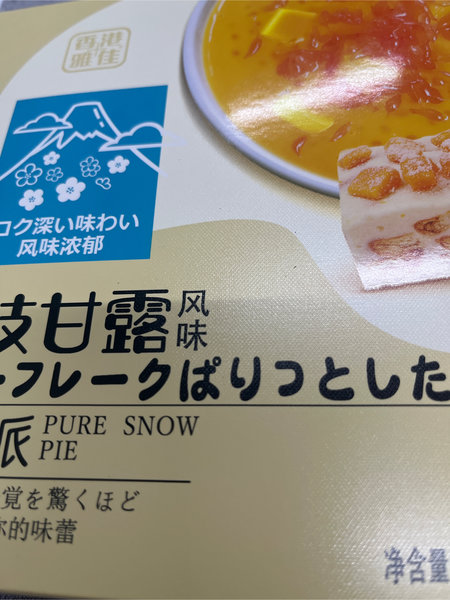 香港
雅佳
コク深い味わい
风味浓郁
枝甘露风味
フレークぱりっとした
派 PURE SNOW PIE
覚を驚くほど
你的味蕾
净含量